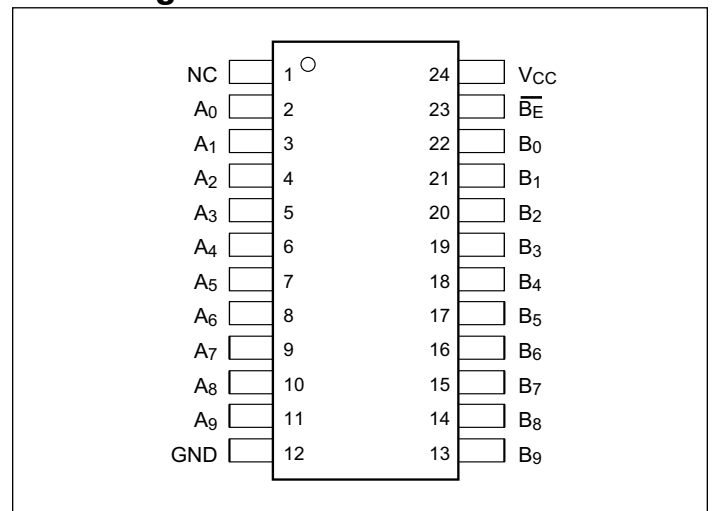 NC 1 24 VCC
A0 2 23 B̅E̅
A1 3 22 B0
A2 4 21 B1
A3 5 20 B2
A4 6 19 B3
A5 7 18 B4
A6 8 17 B5
A7 9 16 B6
A8 10 15 B7
A9 11 14 B8
GND 12 13 B9